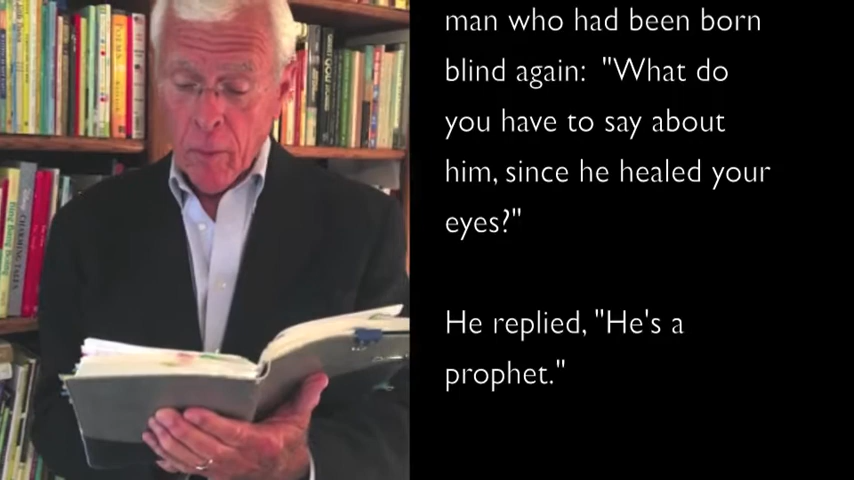 man who had been born
blind again: "What do
you have to say about
him, since he healed your
eyes?"
He replied, "He's a
prophet."